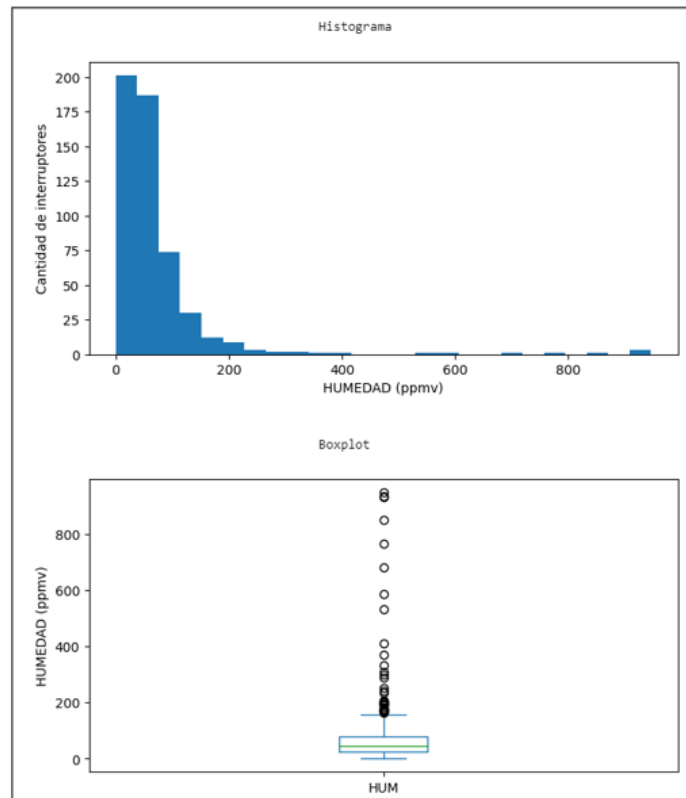 Histograma
200
175
150
125
100
75
50
25
0
Cantidad de interruptores
0 200 400 600 800
HUMEDAD (ppmv)
Boxplot
800
600
400
200
0
HUMEDAD (ppmv)
HUM